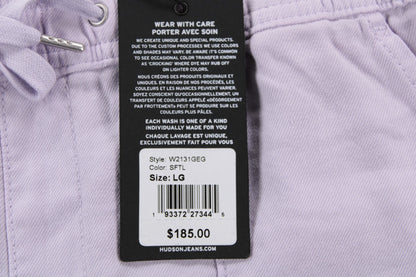 WEAR WITH CARE
PORTER AVEC SOIN
WE CREATE UNIQUE AND SPECIAL PRODUCTS.
DUE TO THE CUSTOM PROCESSES WE USE COLORS
AND SHADES MAY VARY. IT IS COMMON TO
SEE OCCASIONAL COLOR TRANSFER KNOWN
AS 'CROCKING' WHERE DYE MAY RUB OFF
ON LIGHTER COLORS.
NOUS CRÉONS DES PRODUITS ORIGINAUX ET
UNIQUES. EN RAISON DE NOS PROCÉDÉS, LES
COULEURS ET LES NUANCES PEUVENT VARIER.
SOYEZ CONSCIENT QU'OCCASIONNELLEMENT, UN
TRANSFERT DE COULEUR APPELÉ «DÉGORGEMENT
PAR FROTTEMENT» PEUT SE PRODUIRE SUR LES
COULEURS PLUS PÂLES.
EACH WASH IS ONE OF A KIND
INDIVIDUALLY MADE FOR YOU
CHAQUE LAVAGE EST UNIQUE,
EXCLUSIVEMENT FAIT POUR VOUS
Style: W2131GEG
Color: SFTL
Size: LG
1 93372 27344 5
$185.00
HUDSONJEANS.COM